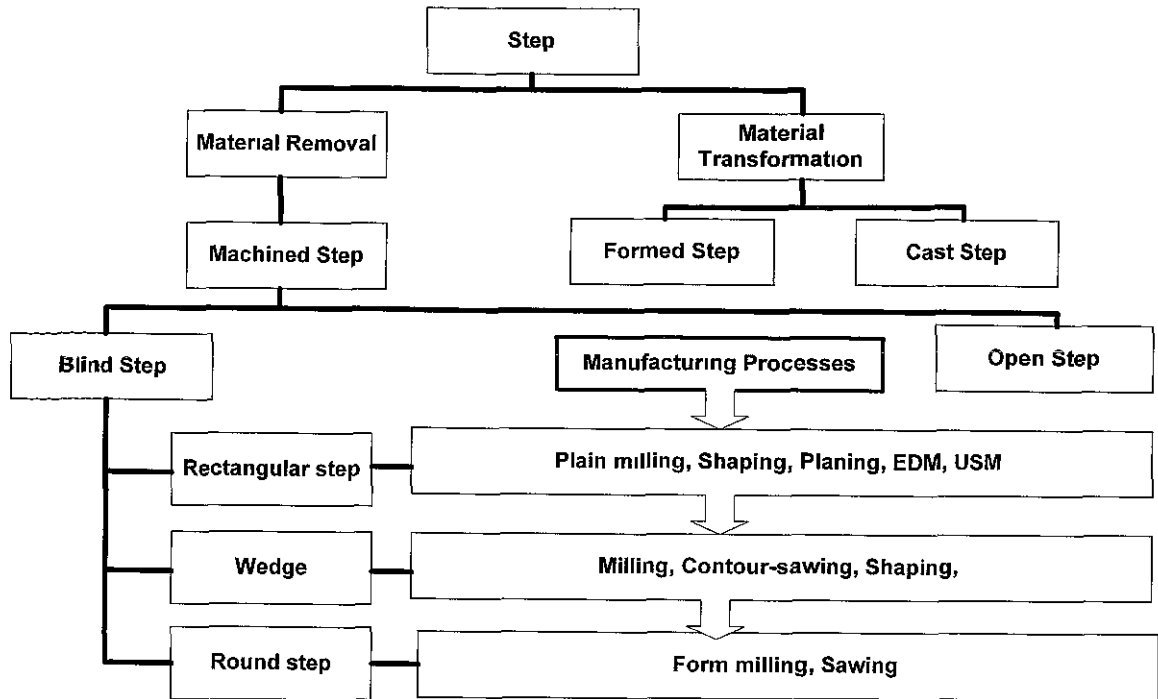 Step
Material Removal
Material
Transformation
Machined Step
Formed Step
Cast Step
Blind Step
Manufacturing Processes
Open Step
Rectangular step
Plain milling, Shaping, Planing, EDM, USM
Wedge
Milling, Contour-sawing, Shaping,
Round step
Form milling, Sawing